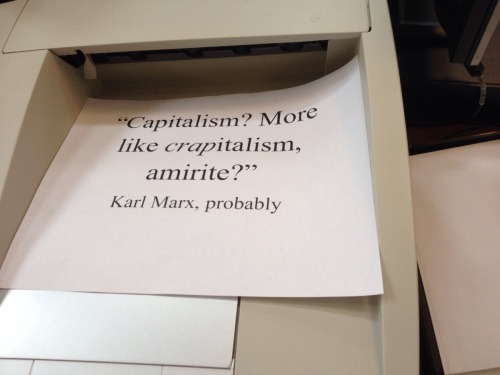 “Capitalism? More
like crapitalism,
amirite?”
Karl Marx, probably